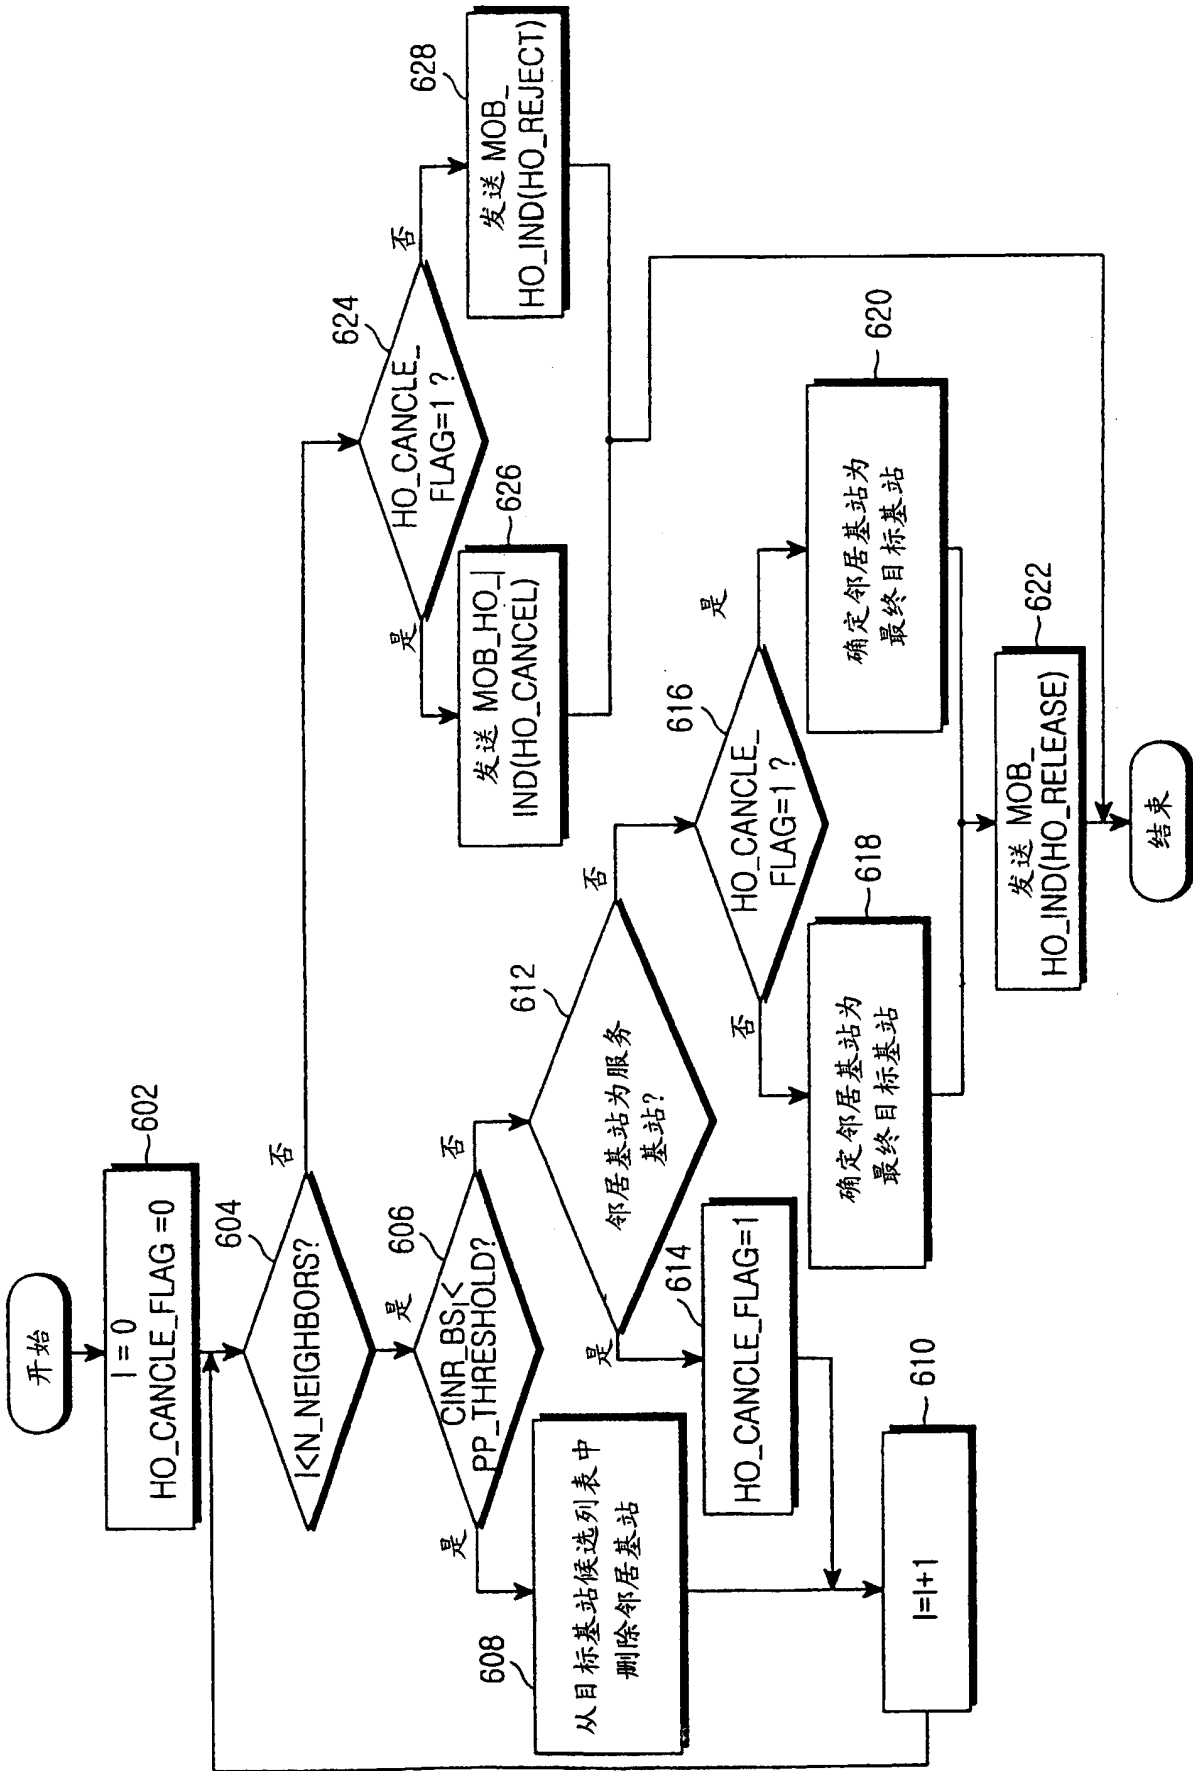 开始
602
I = 0
HO_CANCLE_FLAG =0
604
I<N_NEIGHBORS?
否
是
606
CINR_BSI<
PP_THRESHOLD?
是
否
608
从目标基站候选列表中
删除邻居基站
612
邻居基站为服务
基站?
是
否
614
HO_CANCLE_FLAG=1
610
I=I+1
616
HO_CANCLE_
FLAG=1 ?
否
是
618
确定邻居基站为
最终目标基站
620
确定邻居基站为
最终目标基站
622
发送 MOB_
HO_IND(HO_RELEASE)
624
HO_CANCLE_
FLAG=1 ?
是
否
626
发送 MOB_HO_|
IND(HO_CANCEL)
628
发送 MOB_
HO_IND(HO_REJECT)
结束